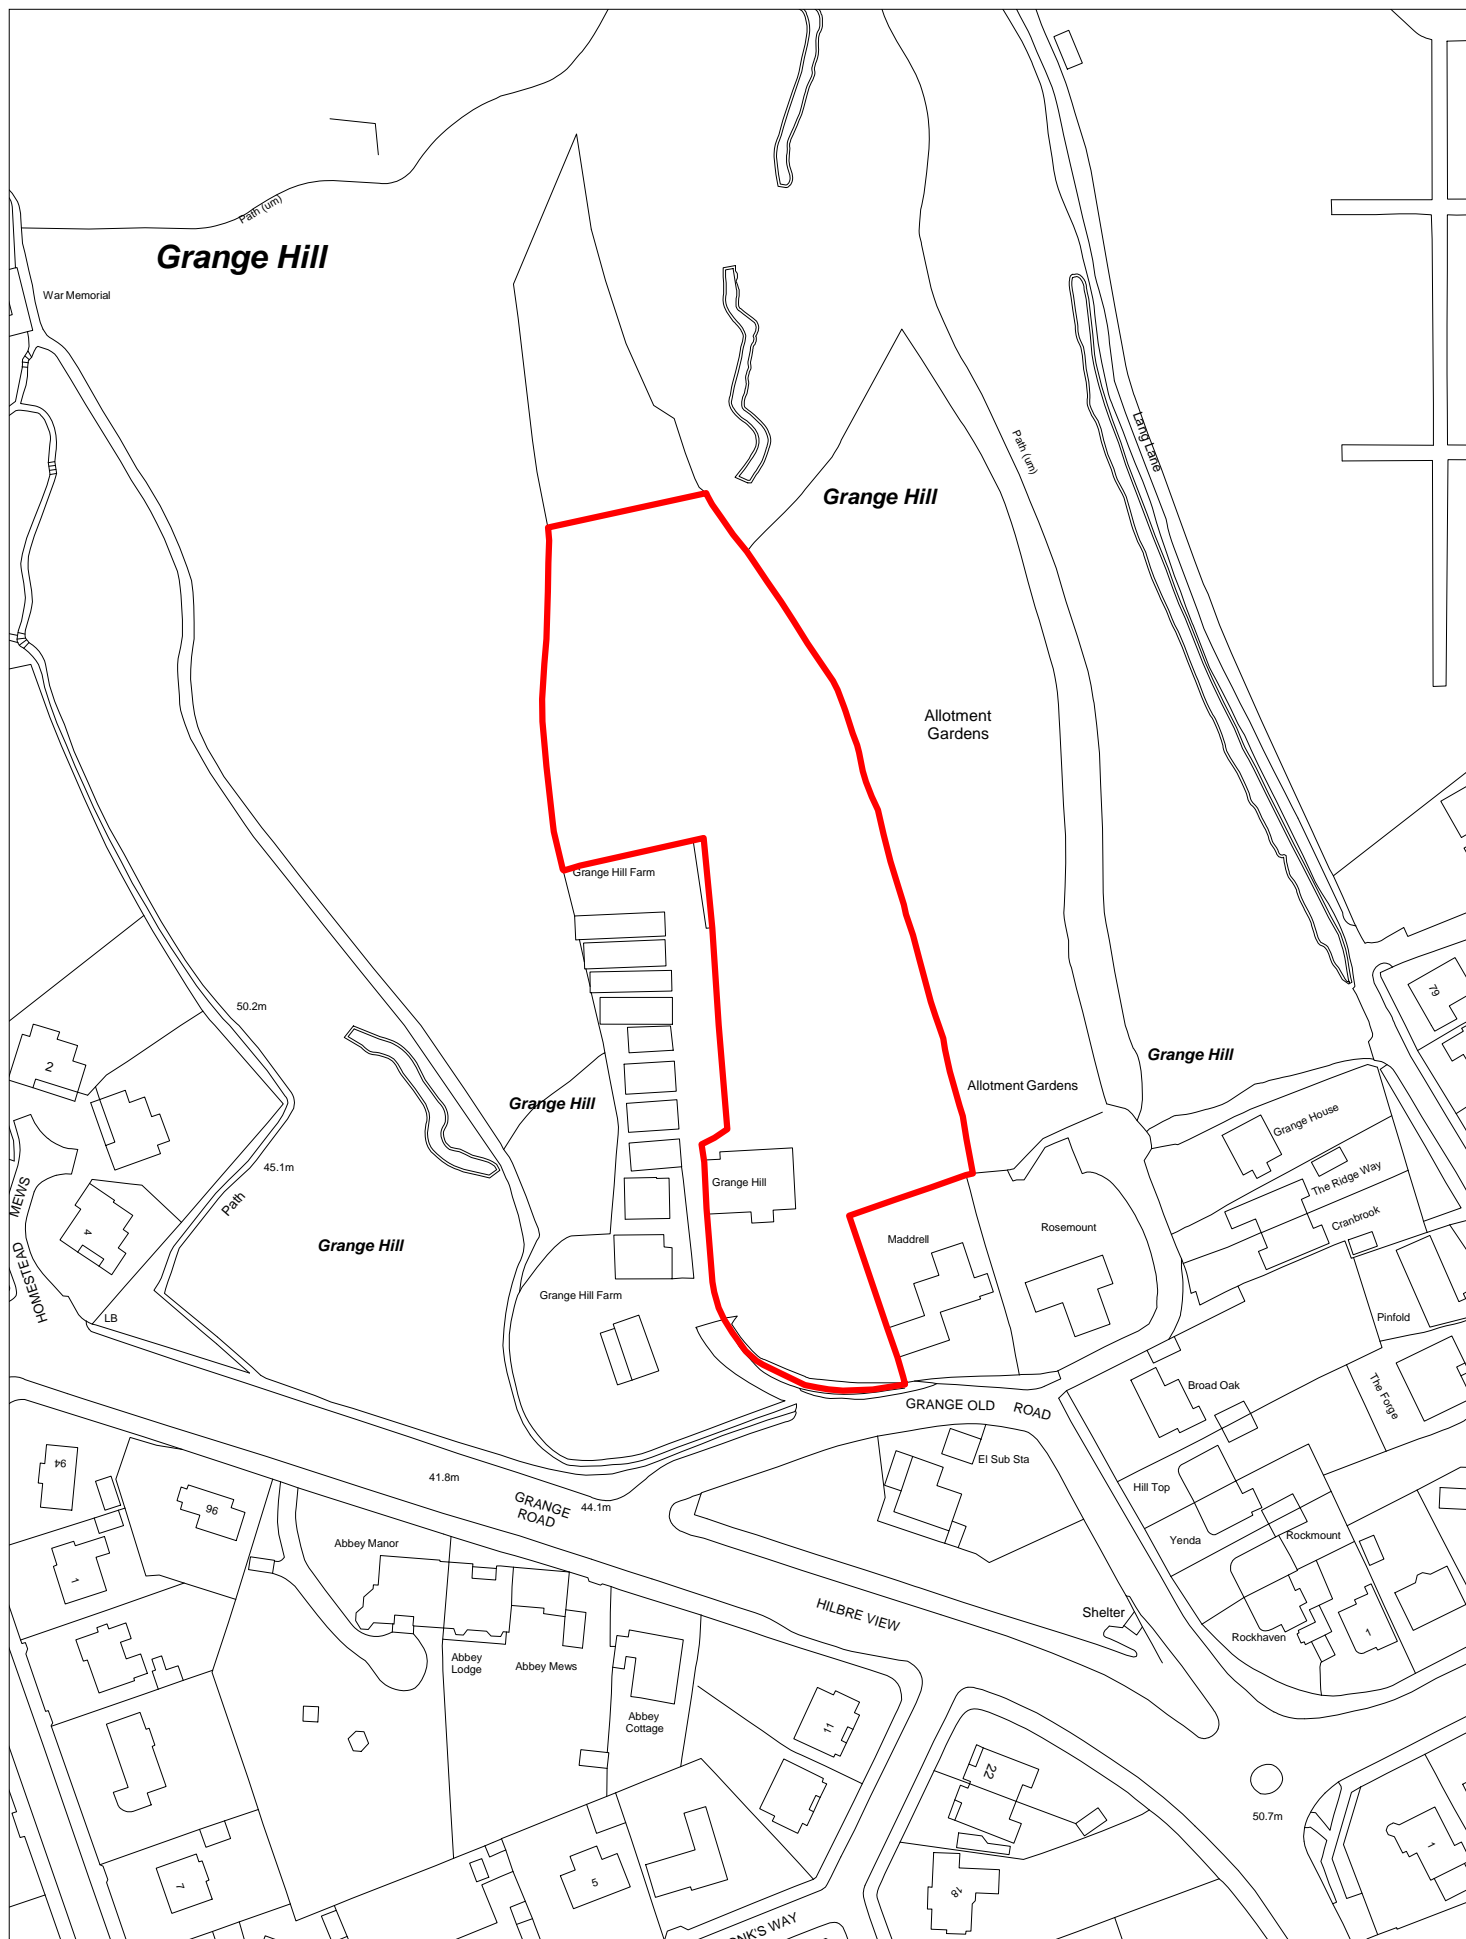 Path (um)
Grange Hill
War Memorial
Lang Lane
Path (um)
Grange Hill
Allotment
Gardens
Grange Hill Farm
79
50.2m
2
Grange Hill
Allotment Gardens
Grange Hill
Grange House
45.1m
The Ridge Way
Grange Hill
Path
MEWS
HOMESTEAD
4
Cranbrook
Rosemount
Maddrell
Grange Hill
Grange Hill Farm
LB
Pinfold
Broad Oak
The Forge
GRANGE OLD ROAD
El Sub Sta
94
41.8m
GRANGE
ROAD
44.1m
Hill Top
96
Abbey Manor
Yenda
Rockmount
1
HILBRE VIEW
Shelter
Rockhaven
1
Abbey
Lodge
Abbey Mews
Abbey
Cottage
11
22
50.7m
1
7
5
18
NK'S WAY